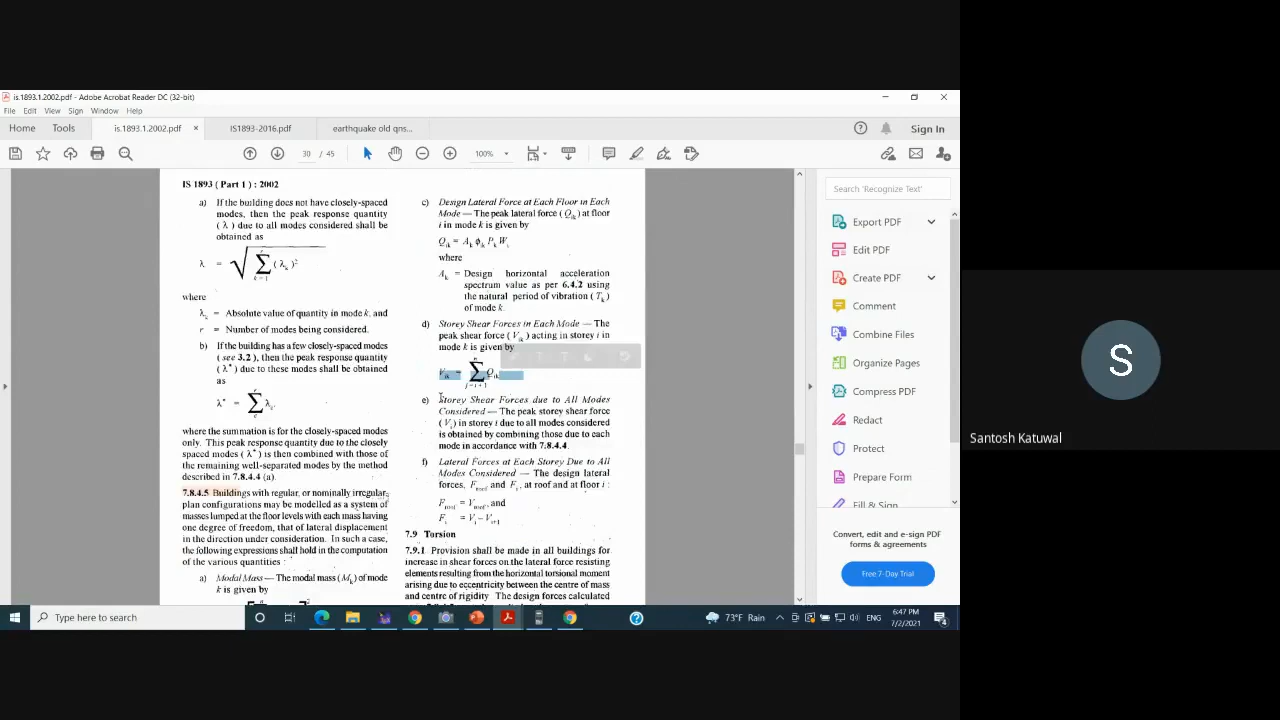 is.1893.1.2002.pdf - Adobe Acrobat Reader DC (32-bit)
File Edit View Sign Window Help
Home Tools is.1893.1.2002.pdf × IS1893-2016.pdf earthquake old qns... Sign In
30 / 45 100%
IS 1893 ( Part 1 ) : 2002
a) If the building does not have closely-spaced
modes, then the peak response quantity
( λ ) due to all modes considered shall be
obtained as
λ = √ Σ ( λk )²
k = 1
where
λk = Absolute value of quantity in mode k, and
r = Number of modes being considered.
b) If the building has a few closely-spaced modes
( see 3.2 ), then the peak response quantity
( λ* ) due to these modes shall be obtained
as
λ* = Σ λc
where the summation is for the closely-spaced modes
only. This peak response quantity due to the closely
spaced modes ( λ* ) is then combined with those of
the remaining well-separated modes by the method
described in 7.8.4.4 (a).
7.8.4.5 Buildings with regular, or nominally irregular
plan configurations may be modelled as a system of
masses lumped at the floor levels with each mass having
one degree of freedom, that of lateral displacement
in the direction under consideration. In such a case,
the following expressions shall hold in the computation
of the various quantities :
a) Modal Mass — The modal mass ( Mk ) of mode
k is given by
c) Design Lateral Force at Each Floor in Each
Mode — The peak lateral force ( Qik ) at floor
i in mode k is given by
Qik = Ak ϕik Pk Wi
where
Ak = Design horizontal acceleration
spectrum value as per 6.4.2 using
the natural period of vibration ( Tk )
of mode k.
d) Storey Shear Forces in Each Mode — The
peak shear force ( Vik ) acting in storey i in
mode k is given by
n
Vik = Σ Qik
j = i + 1
e) Storey Shear Forces due to All Modes
Considered — The peak storey shear force
( Vi ) in storey i due to all modes considered
is obtained by combining those due to each
mode in accordance with 7.8.4.4.
f) Lateral Forces at Each Storey Due to All
Modes Considered — The design lateral
forces, Froof and Fi, at roof and at floor i :
Froof = Vroof, and
Fi = Vi – Vi+1
7.9 Torsion
7.9.1 Provision shall be made in all buildings for
increase in shear forces on the lateral force resisting
elements resulting from the horizontal torsional moment
arising due to eccentricity between the centre of mass
and centre of rigidity The design forces calculated
Search 'Recognize Text'
Export PDF
Edit PDF
Create PDF
Comment
Combine Files
Organize Pages
Compress PDF
Redact
Protect
Prepare Form
Fill & Sign
Convert, edit and e-sign PDF
forms & agreements
Free 7-Day Trial
Type here to search
73°F Rain ENG
6:47 PM
7/2/2021
4
S
Santosh Katuwal